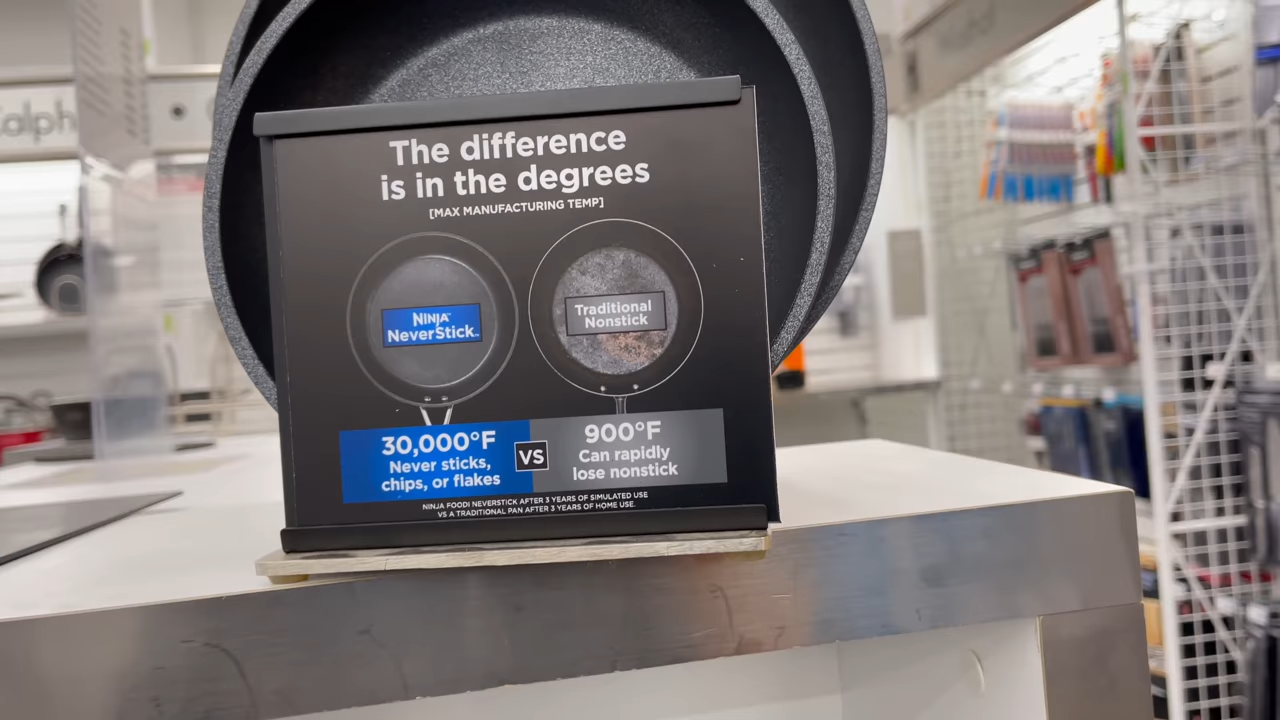 The difference
is in the degrees
[MAX MANUFACTURING TEMP]
NINJA™
NeverStick™
Traditional
Nonstick
30,000°F
Never sticks,
chips, or flakes
VS
900°F
Can rapidly
lose nonstick
NINJA FOODI NEVERSTICK AFTER 3 YEARS OF SIMULATED USE
VS A TRADITIONAL PAN AFTER 3 YEARS OF HOME USE.